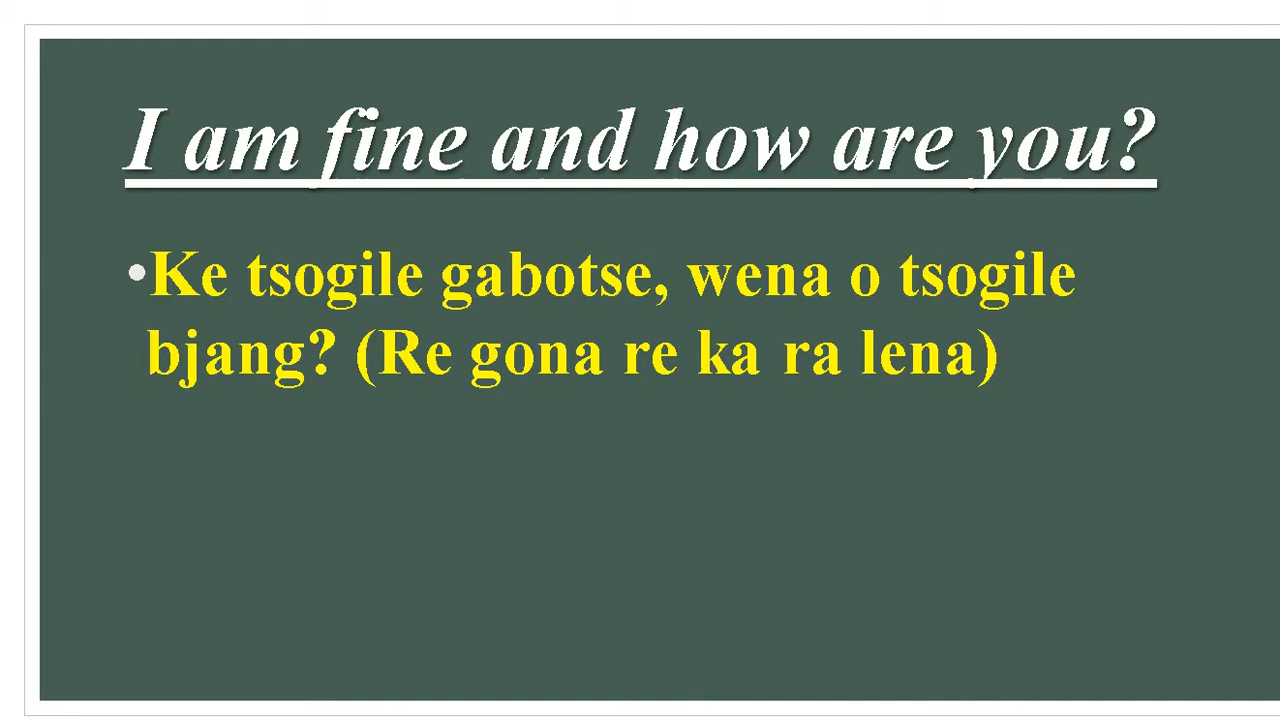 I am fine and how are you?
•Ke tsogile gabotse, wena o tsogile
bjang? (Re gona re ka ra lena)